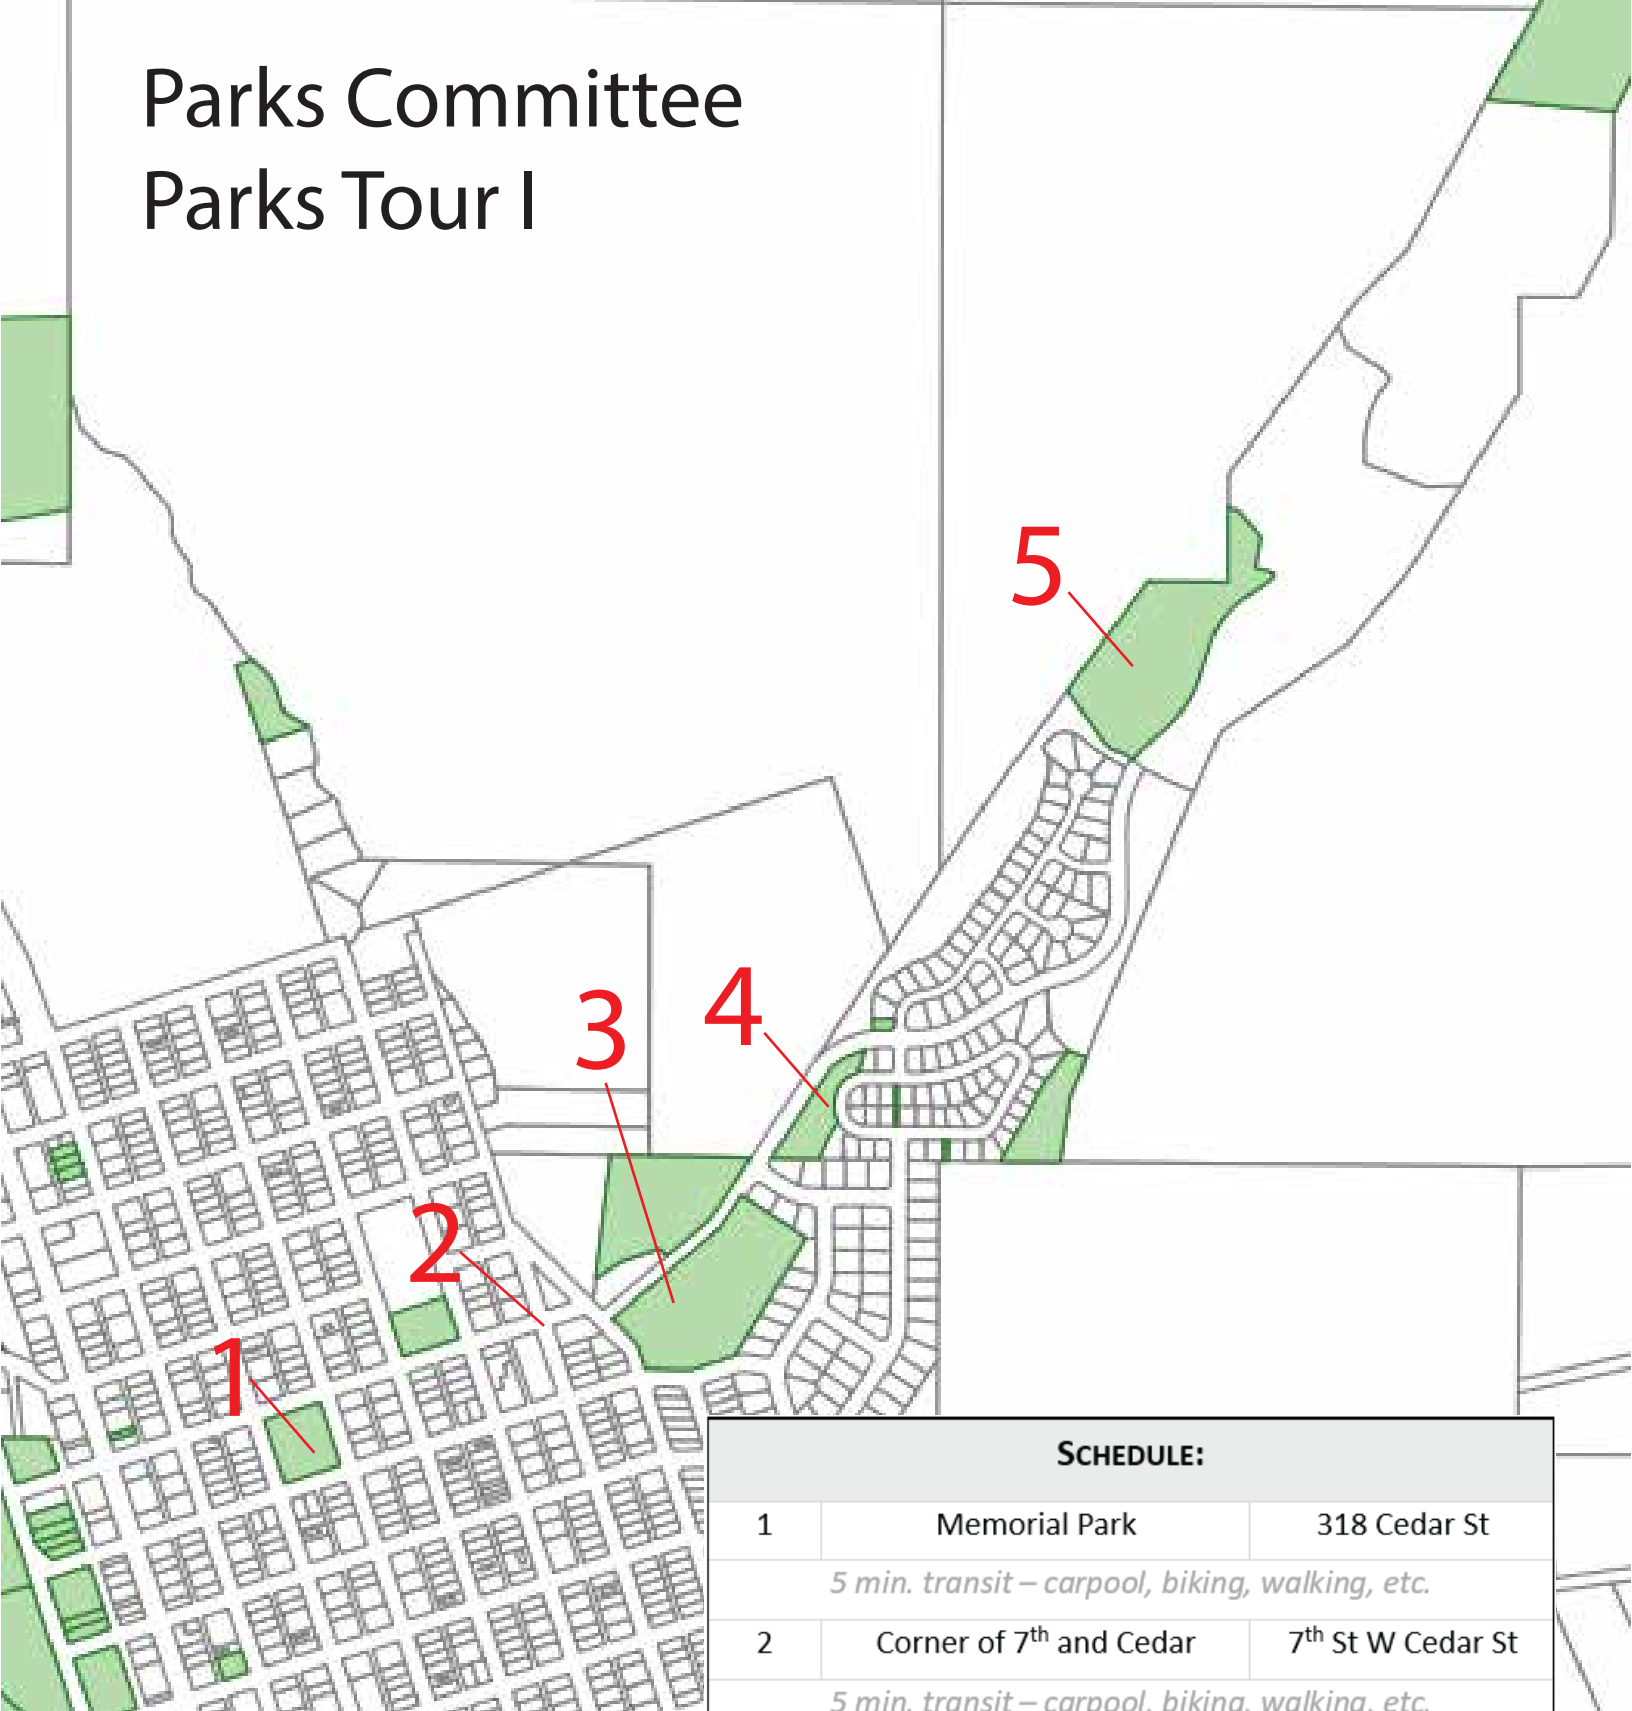 Parks Committee
Parks Tour I
5
4
3
2
1
SCHEDULE:
1 Memorial Park 318 Cedar St
5 min. transit – carpool, biking, walking, etc.
2 Corner of 7th and Cedar 7th St W Cedar St
5 min. transit – carpool, biking, walking, etc.